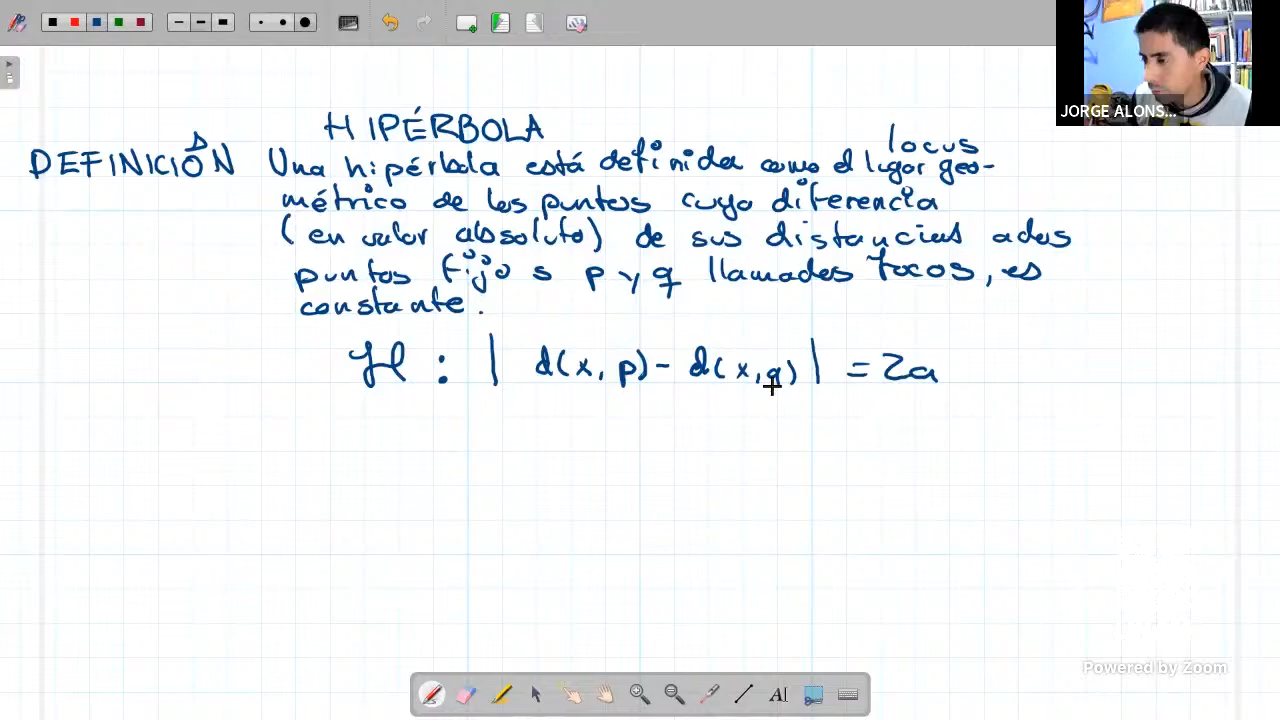 JORGE ALONS...
HIPÉRBOLA
DEFINICIÓN Una hipérbola está definida como el lugar geo-
locus
métrico de los puntos cuya diferencia
(en valor absoluto) de sus distancias a dos
puntos fijos p y q llamados focos, es
constante.
H : | d(x, p) - d(x, q) | = 2a
AI
Powered by Zoom